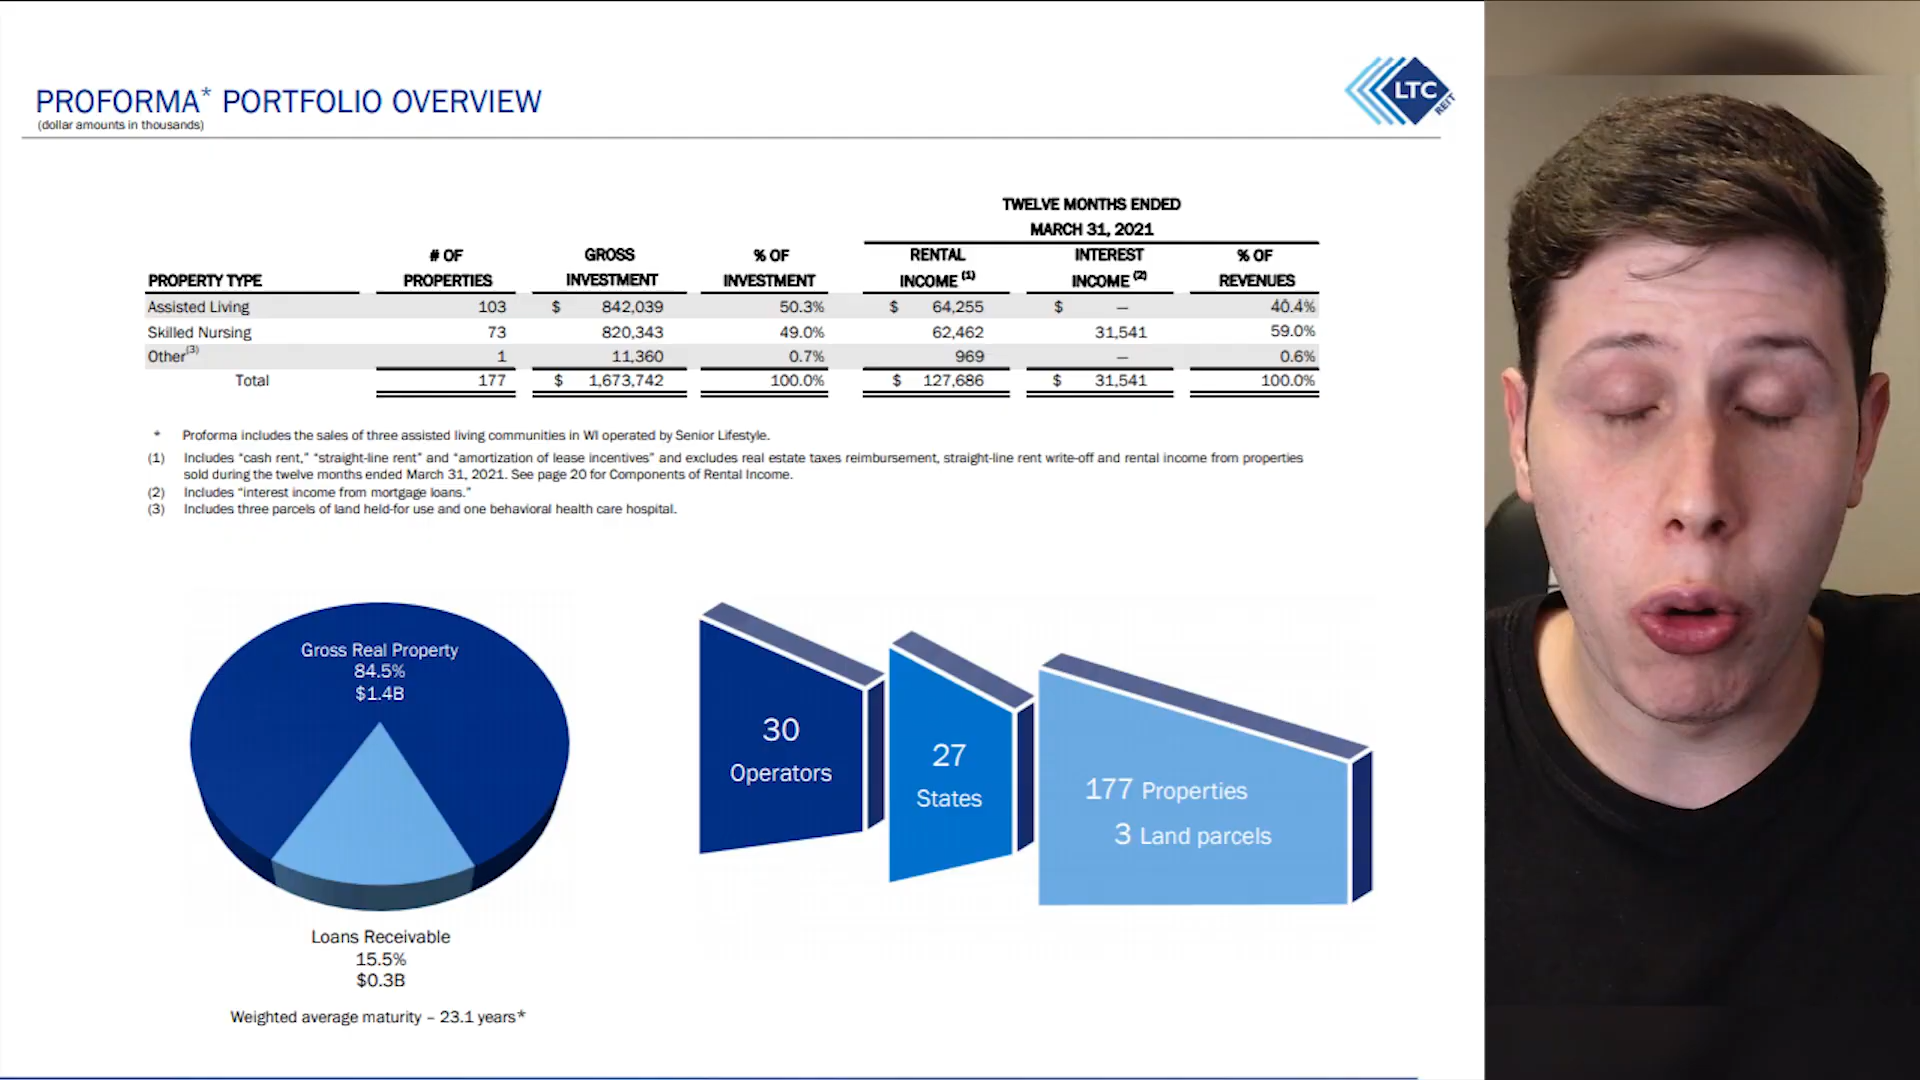 PROFORMA* PORTFOLIO OVERVIEW
(dollar amounts in thousands)
LTC
REIT
TWELVE MONTHS ENDED
MARCH 31, 2021
# OF GROSS % OF RENTAL INTEREST % OF
PROPERTY TYPE PROPERTIES INVESTMENT INVESTMENT INCOME (1) INCOME (2) REVENUES
Assisted Living 103 $ 842,039 50.3% $ 64,255 $ — 40.4%
Skilled Nursing 73 820,343 49.0% 62,462 31,541 59.0%
Other(3) 1 11,360 0.7% 969 — 0.6%
Total 177 $ 1,673,742 100.0% $ 127,686 $ 31,541 100.0%
* Proforma includes the sales of three assisted living communities in WI operated by Senior Lifestyle.
(1) Includes “cash rent,” “straight-line rent” and “amortization of lease incentives” and excludes real estate taxes reimbursement, straight-line rent write-off and rental income from properties
sold during the twelve months ended March 31, 2021. See page 20 for Components of Rental Income.
(2) Includes “interest income from mortgage loans.”
(3) Includes three parcels of land held-for use and one behavioral health care hospital.
Gross Real Property
84.5%
$1.4B
Loans Receivable
15.5%
$0.3B
Weighted average maturity – 23.1 years*
30
Operators
27
States
177 Properties
3 Land parcels